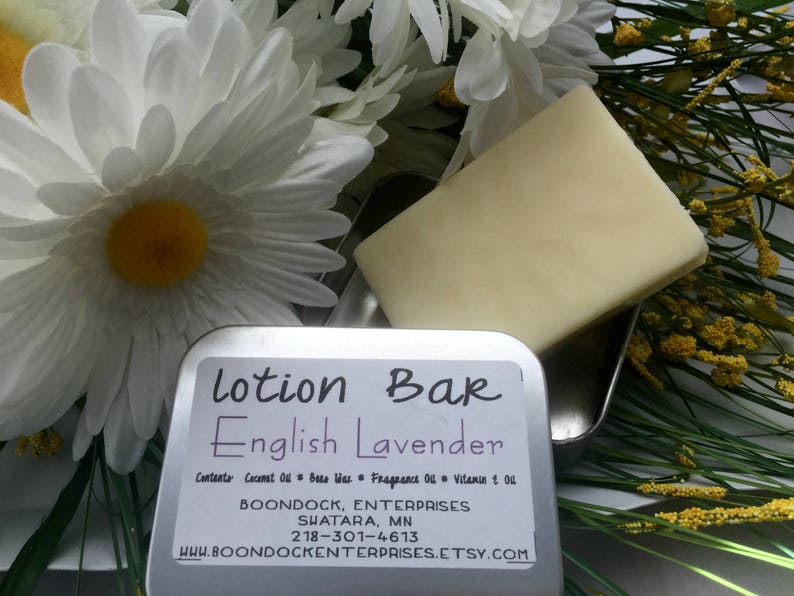 Lotion Bar
English Lavender
Contents: Coconut Oil * Bees Wax * Fragrance Oil * Vitamin E Oil
BOONDOCK, ENTERPRISES
SWATARA, MN
218-301-4613
WWW.BOONDOCKENTERPRISES.ETSY.COM